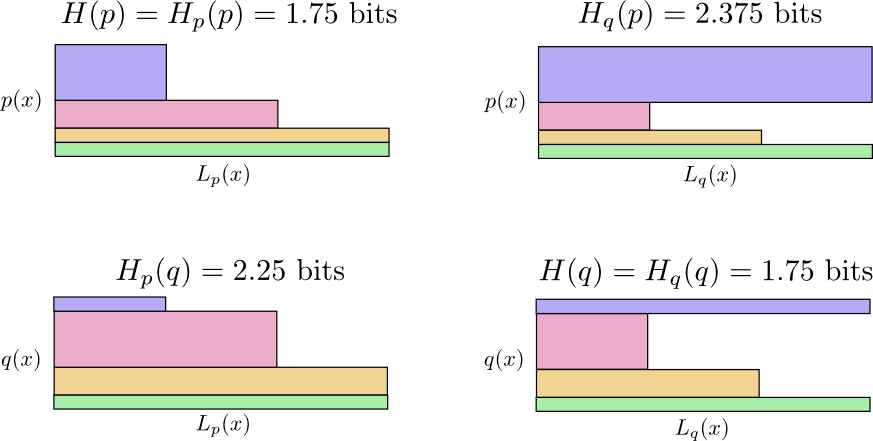 H(p) = H_p(p) = 1.75 bits
H_q(p) = 2.375 bits
p(x)
L_p(x)
p(x)
L_q(x)
H_p(q) = 2.25 bits
H(q) = H_q(q) = 1.75 bits
q(x)
L_p(x)
q(x)
L_q(x)